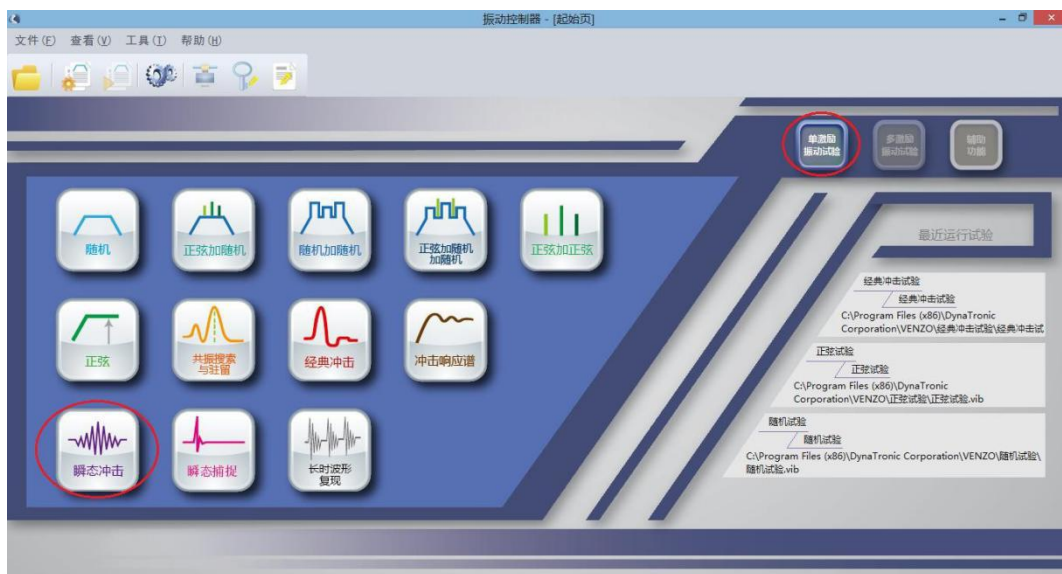 振动控制器 - [起始页]
文件(F) 查看(V) 工具(T) 帮助(H)
单激励
振动试验
多激励
振动试验
辅助
功能
随机
正弦加随机
随机加随机
正弦加随机
加随机
正弦加正弦
正弦
共振搜索
与驻留
经典冲击
冲击响应谱
瞬态冲击
瞬态捕捉
长时波形
复现
最近运行试验
经典冲击试验
经典冲击试验
C:\Program Files (x86)\DynaTronic
Corporation\VENZO\经典冲击试验\经典冲击试
正弦试验
正弦试验
C:\Program Files (x86)\DynaTronic
Corporation\VENZO\正弦试验\正弦试验.vib
随机试验
随机试验
C:\Program Files (x86)\DynaTronic Corporation\VENZO\随机试验\
随机试验.vib